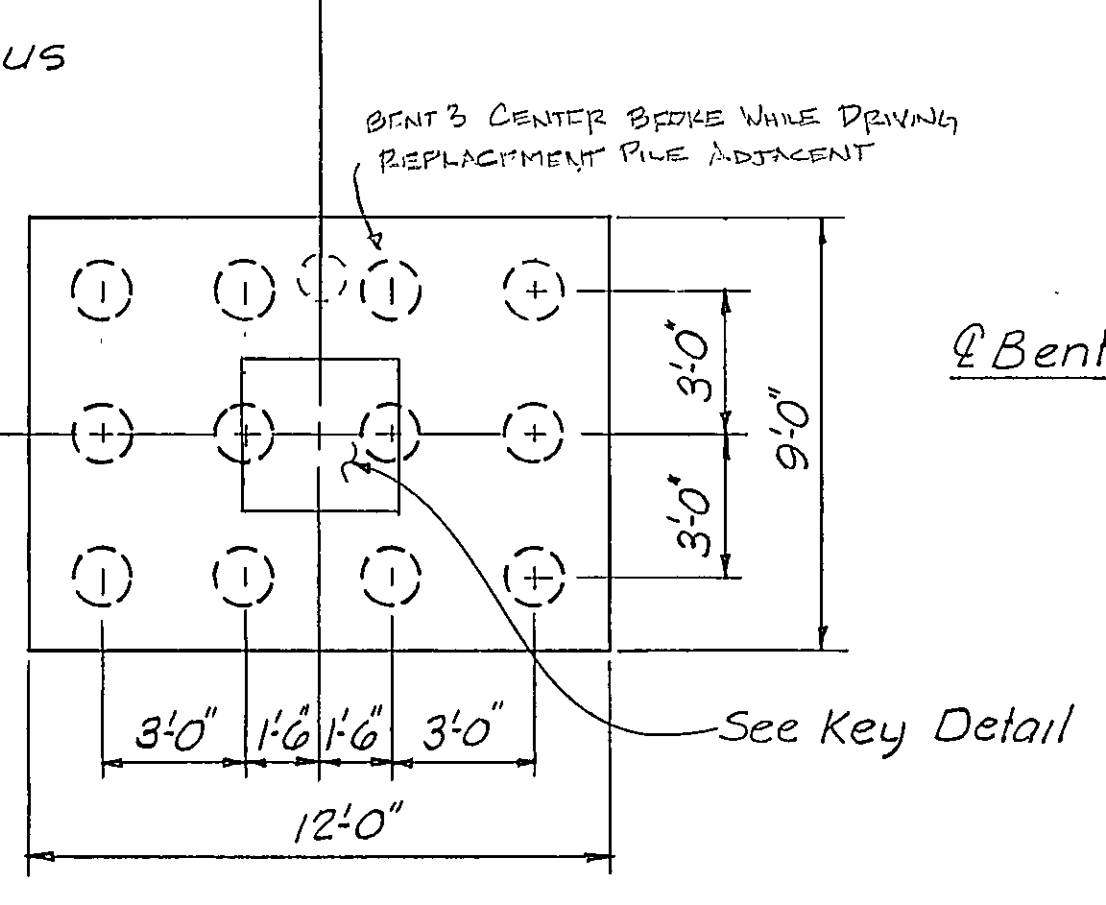 us
BENT 3 CENTER BROKE WHILE DRIVING
REPLACEMENT PILE ADJACENT
3'-0"
℄ Bent
9'-0"
3'-0"
3'-0" 1'-6" 1'-6" 3'-0"
See Key Detail
12'-0"